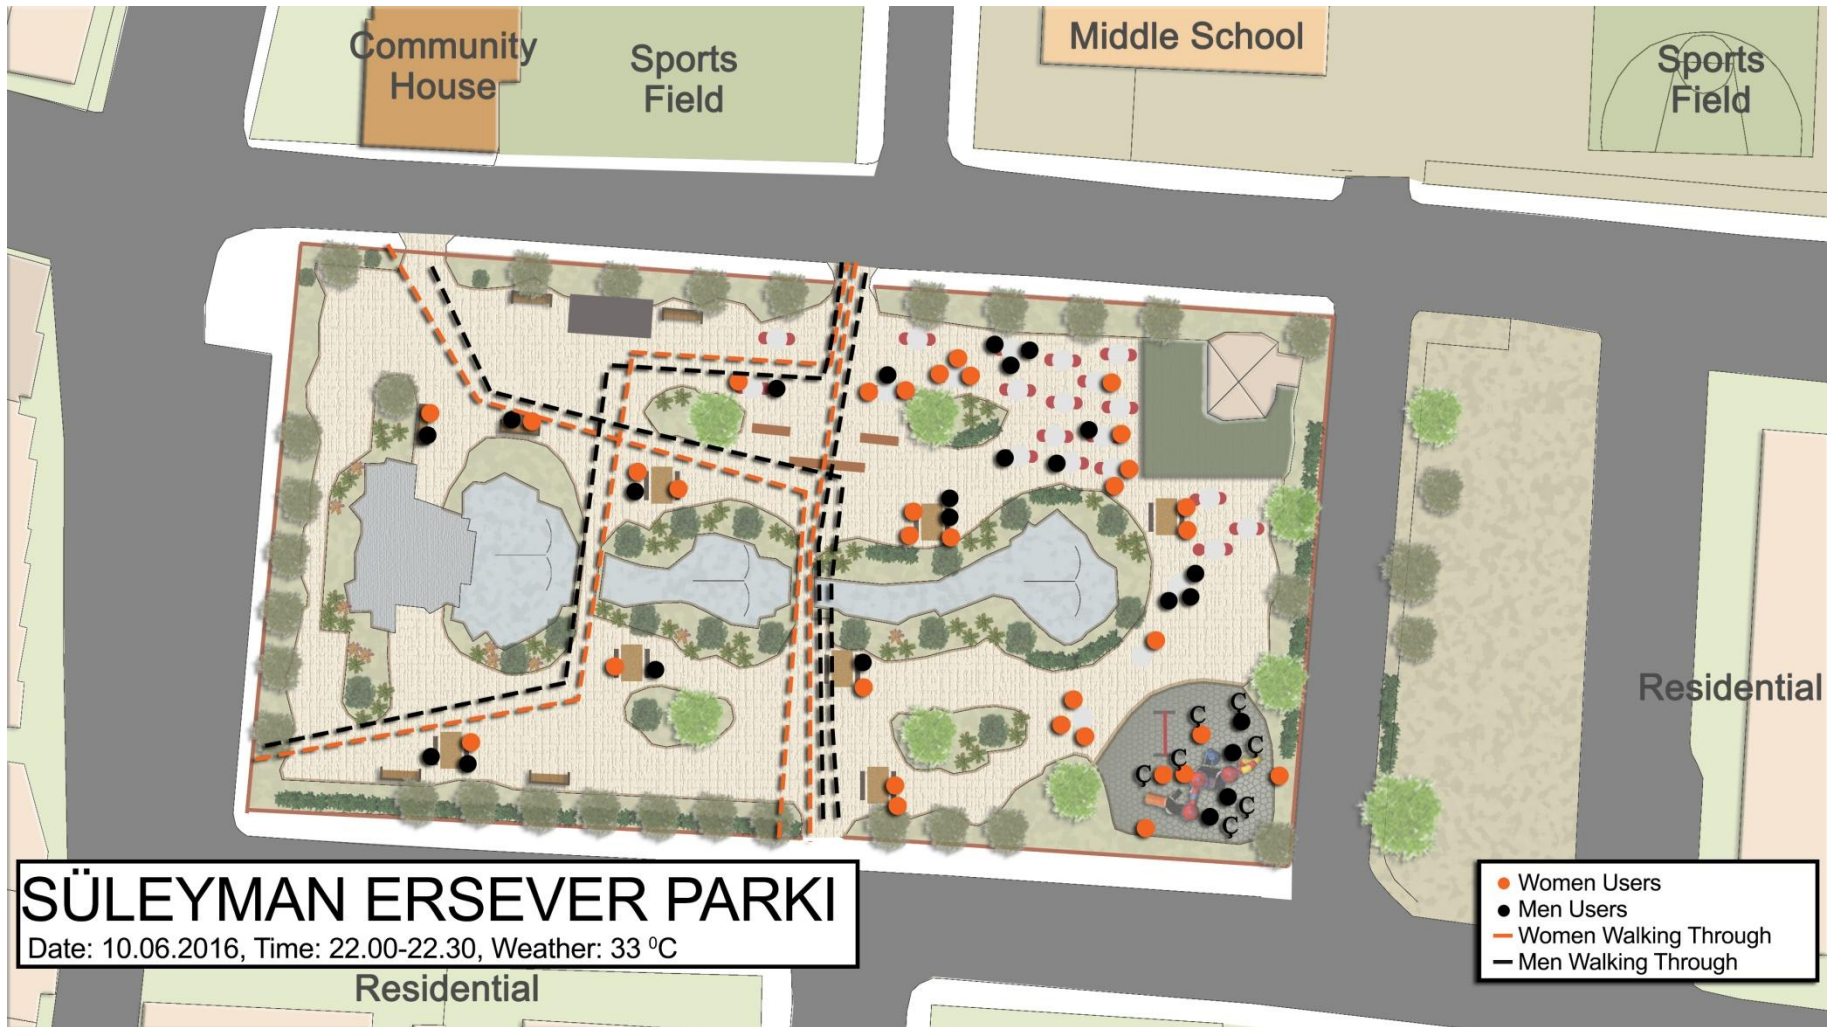 Community
House
Sports
Field
Middle School
Sports
Field
Residential
Ç
Ç
Ç
Ç
Ç
Ç
Ç
SÜLEYMAN ERSEVER PARKI
Date: 10.06.2016, Time: 22.00-22.30, Weather: 33 ⁰C
Residential
Women Users
Men Users
Women Walking Through
Men Walking Through